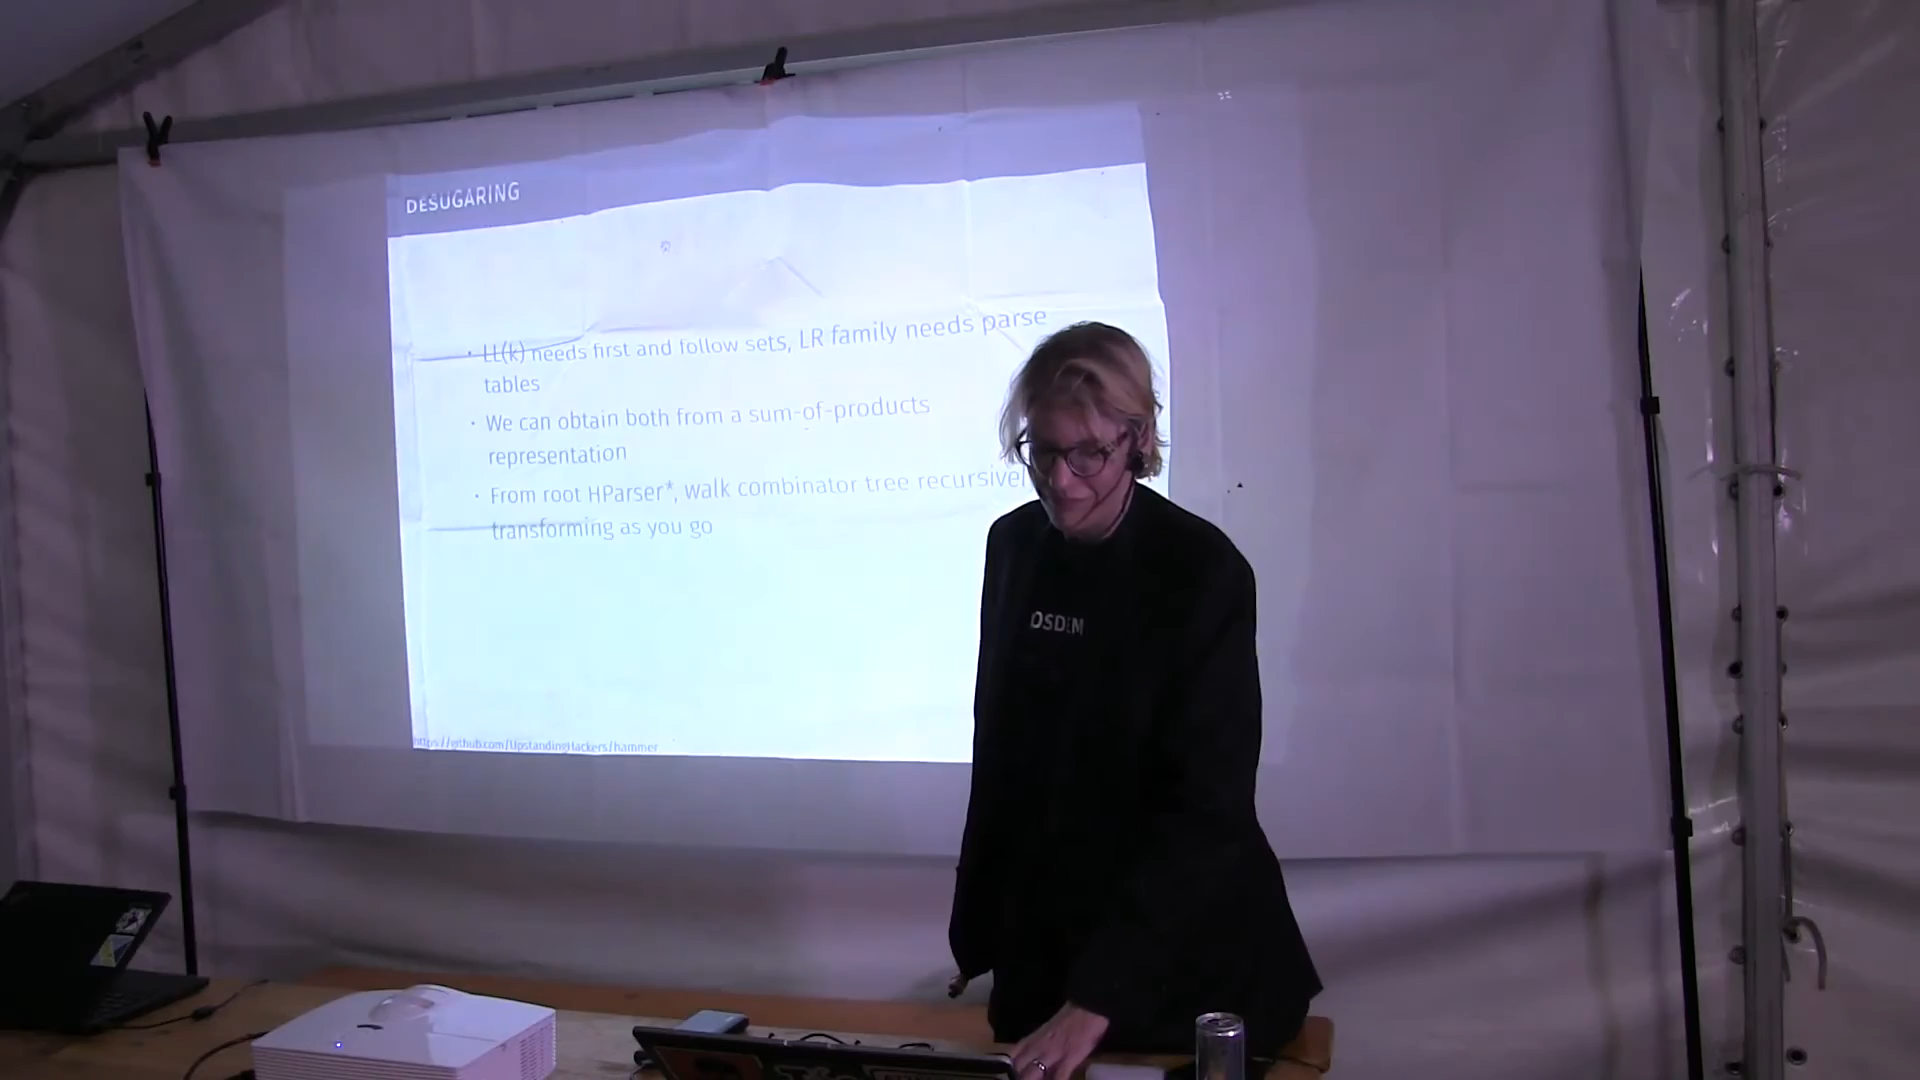 DESUGARING
· LL(k) needs first and follow sets, LR family needs parse
tables
· We can obtain both from a sum-of-products
representation
· From root HParser*, walk combinator tree recursivel
transforming as you go
https://github.com/UpstandingHackers/hammer
OSDEM